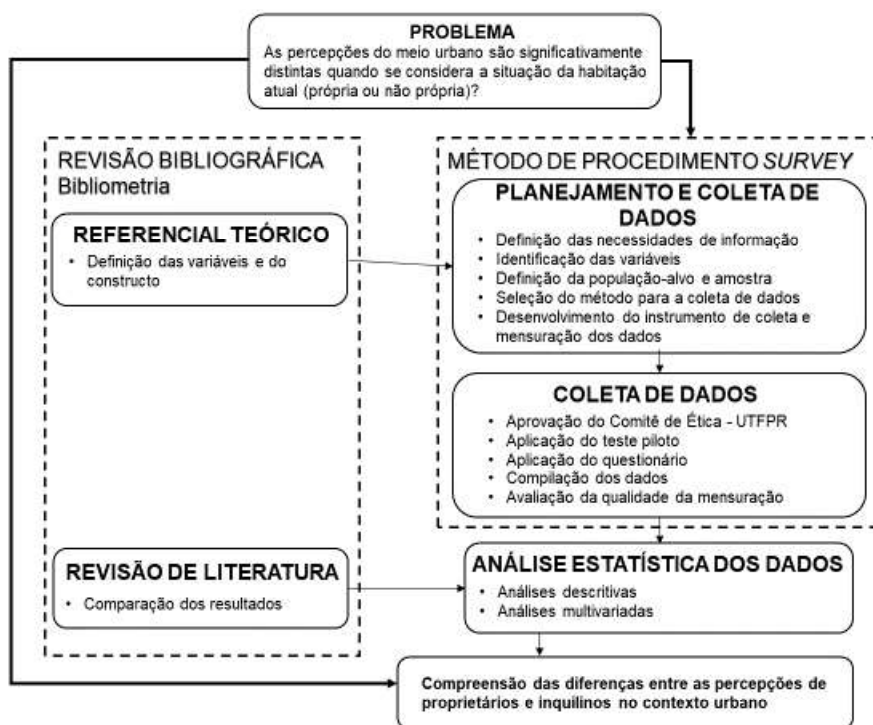 PROBLEMA
As percepções do meio urbano são significativamente
distintas quando se considera a situação da habitação
atual (própria ou não própria)?
REVISÃO BIBLIOGRÁFICA
Bibliometria
REFERENCIAL TEÓRICO
• Definição das variáveis e do
constructo
REVISÃO DE LITERATURA
• Comparação dos resultados
MÉTODO DE PROCEDIMENTO SURVEY
PLANEJAMENTO E COLETA DE
DADOS
• Definição das necessidades de informação
• Identificação das variáveis
• Definição da população-alvo e amostra
• Seleção do método para a coleta de dados
• Desenvolvimento do instrumento de coleta e
mensuração dos dados
COLETA DE DADOS
• Aprovação do Comitê de Ética - UTFPR
• Aplicação do teste piloto
• Aplicação do questionário
• Compilação dos dados
• Avaliação da qualidade da mensuração
ANÁLISE ESTATÍSTICA DOS DADOS
• Análises descritivas
• Análises multivariadas
Compreensão das diferenças entre as percepções de
proprietários e inquilinos no contexto urbano